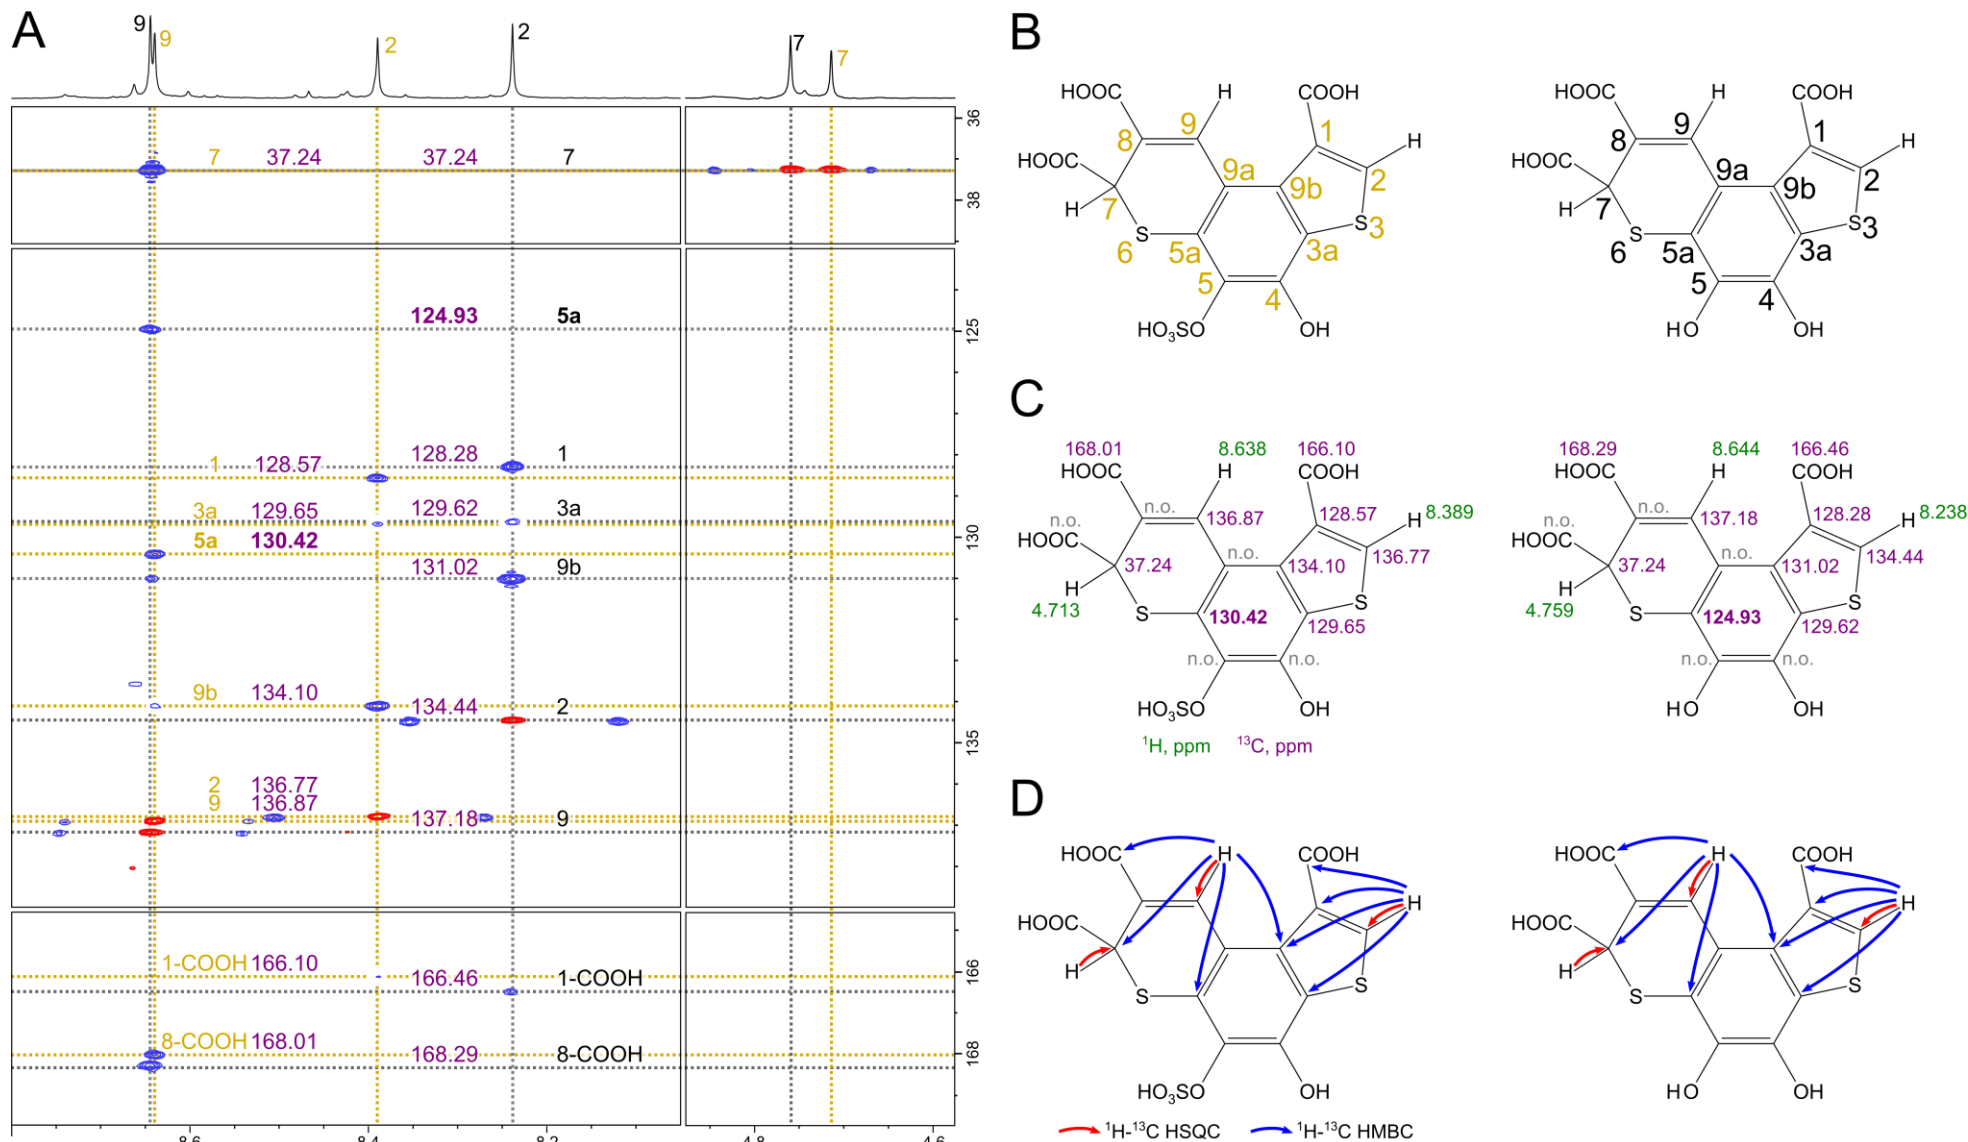 A
9
9
2
2
7
7
36
7 37.24 37.24 7
38
124.93 5a
125
1 128.57 128.28 1
3a 129.65 129.62 3a
130
5a 130.42
131.02 9b
9b 134.10
134.44 2
135
2 136.77
9 136.87
137.18 9
1-COOH 166.10
166
166.46 1-COOH
8-COOH 168.01
168.29 8-COOH
168
8.6 8.4 8.2 4.8 4.6
B
HOOC H COOH
8 9 1 H
HOOC 9a 2
9b
H 7 S 3
S 3a
6 5a
5 4
HO3SO OH
HOOC H COOH
8 9 1 H
HOOC 9a 2
9b
H 7 S 3
S 3a
6 5a
5 4
HO OH
C
168.01 8.638 166.10
HOOC H COOH
n.o. n.o. 136.87 128.57 H 8.389
HOOC n.o. 136.77
37.24 134.10
H
4.713 S 130.42 S
129.65
n.o. n.o.
HO3SO OH
168.29 8.644 166.46
HOOC H COOH
n.o. n.o. 137.18 128.28 H 8.238
HOOC n.o. 134.44
37.24 131.02
H
4.759 S 124.93 S
129.62
n.o. n.o.
HO OH
1H, ppm 13C, ppm
D
HOOC H COOH
HOOC H
H S S
HO3SO OH
HOOC H COOH
HOOC H
H S S
HO OH
1H-13C HSQC 1H-13C HMBC